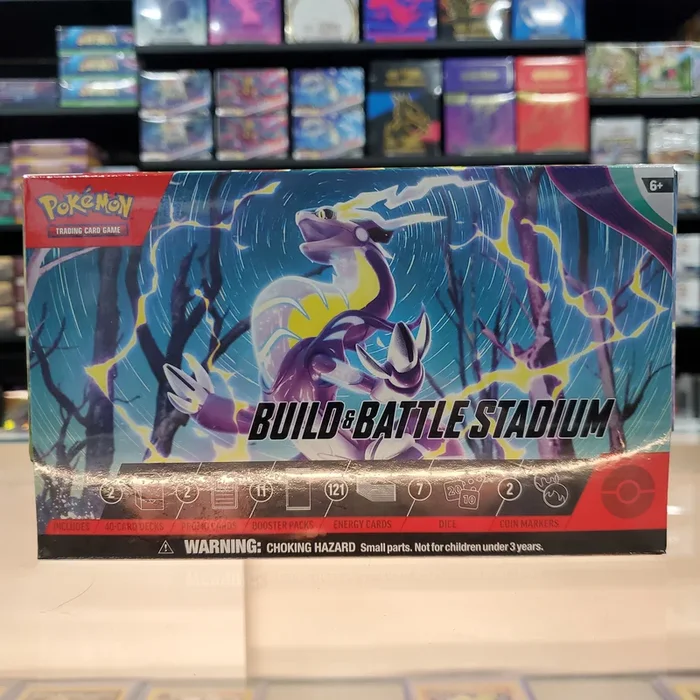 Pokémon
TRADING CARD GAME
6+
BUILD & BATTLE STADIUM
2 2 11 121 7 20 10 2
INCLUDES 40-CARD DECKS PROMO CARDS BOOSTER PACKS ENERGY CARDS DICE COIN MARKERS
WARNING: CHOKING HAZARD Small parts. Not for children under 3 years.